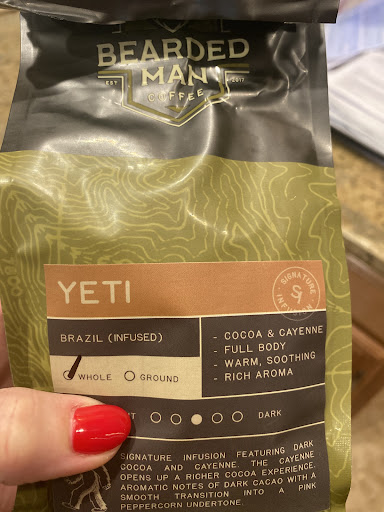 BEARDED
EST MAN 2017
COFFEE
YETI
SIGNATURE INFUSION
BRAZIL (INFUSED)
WHOLE GROUND
- COCOA & CAYENNE
- FULL BODY
- WARM, SOOTHING
- RICH AROMA
DARK
SIGNATURE INFUSION FEATURING DARK
COCOA AND CAYENNE. THE CAYENNE
OPENS UP A RICHER COCOA EXPERIENCE.
AROMATIC NOTES OF DARK CACAO WITH A
SMOOTH TRANSITION INTO A PINK
PEPPERCORN UNDERTONE.